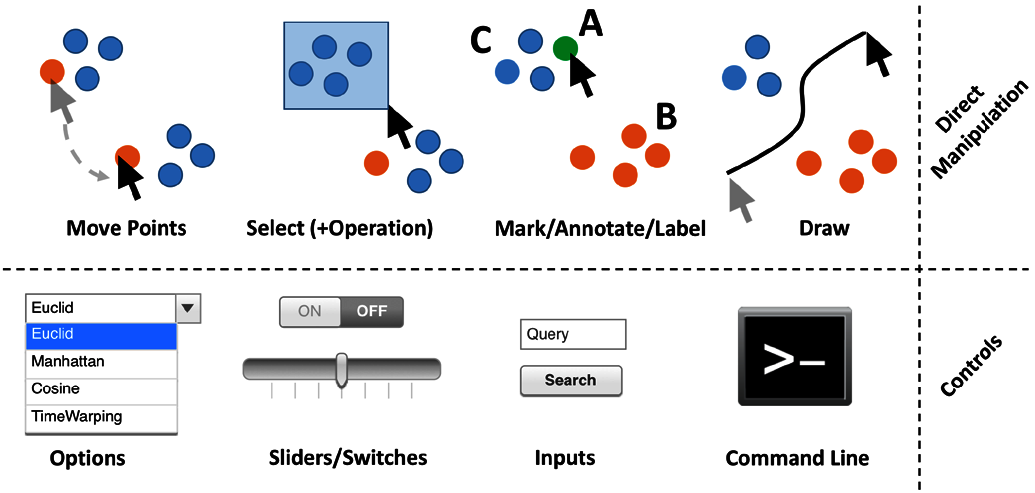 C
A
B
Move Points
Select (+Operation)
Mark/Annotate/Label
Draw
Direct
Manipulation
Euclid
Euclid
Manhattan
Cosine
TimeWarping
Options
ON
OFF
Sliders/Switches
Query
Search
Inputs
>–
Command Line
Controls